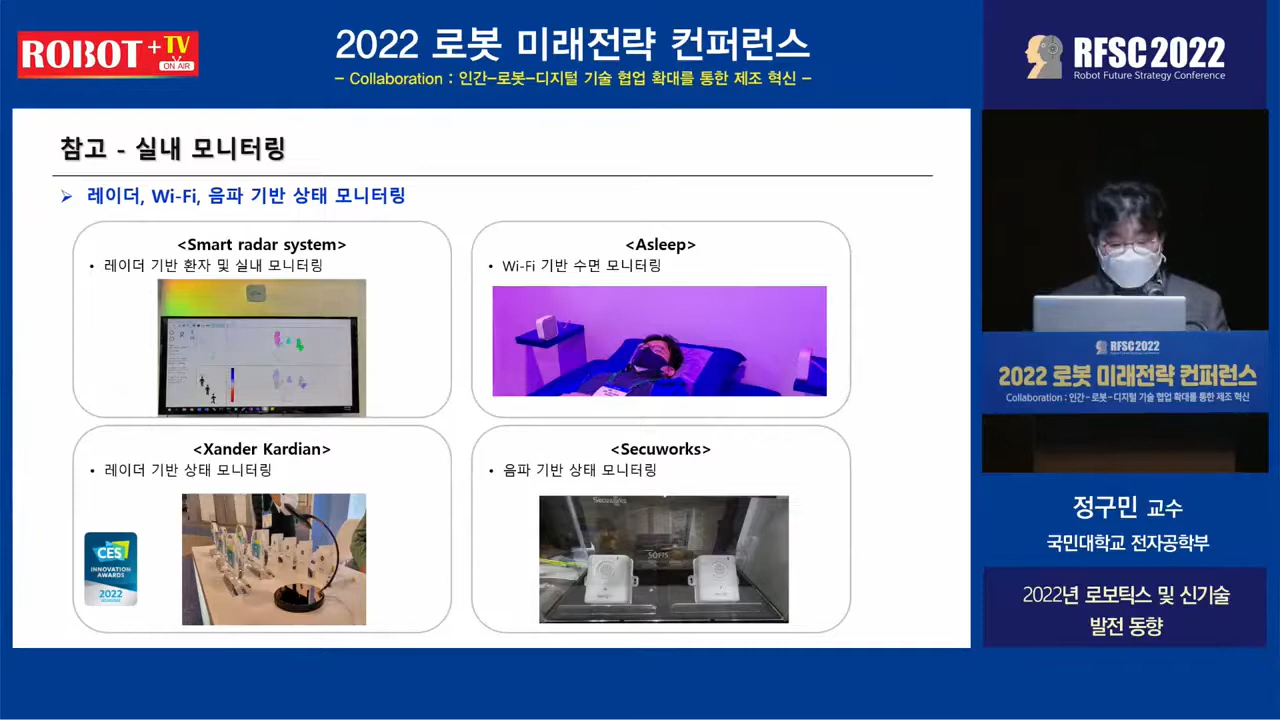 ROBOT+TV
ON AIR
2022 로봇 미래전략 컨퍼런스
– Collaboration : 인간–로봇–디지털 기술 협업 확대를 통한 제조 혁신 –
RFSC 2022
Robot Future Strategy Conference
참고 - 실내 모니터링
레이더, Wi-Fi, 음파 기반 상태 모니터링
<Smart radar system>
• 레이더 기반 환자 및 실내 모니터링
<Asleep>
• Wi-Fi 기반 수면 모니터링
<Xander Kardian>
• 레이더 기반 상태 모니터링
CES
INNOVATION
AWARDS
2022
<Secuworks>
• 음파 기반 상태 모니터링
Secuworks
SOFIS
RFSC 2022
2022 로봇 미래전략 컨퍼런스
Collaboration : 인간–로봇–디지털 기술 협업 확대를 통한 제조 혁신
정구민 교수
국민대학교 전자공학부
2022년 로보틱스 및 신기술
발전 동향